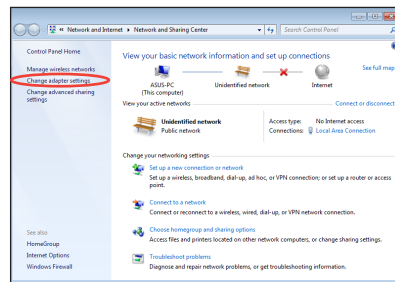 « Network and Internet ▸ Network and Sharing Center
Search Control Panel
Control Panel Home
Manage wireless networks
Change adapter settings
Change advanced sharing
settings
See also
HomeGroup
Internet Options
Windows Firewall
View your basic network information and set up connections
See full map
ASUS-PC
(This computer)
Unidentified network
Internet
View your active networks
Connect or disconnect
Unidentified network
Public network
Access type: No Internet access
Connections: Local Area Connection
Change your networking settings
Set up a new connection or network
Set up a wireless, broadband, dial-up, ad hoc, or VPN connection; or set up a router or access
point.
Connect to a network
Connect or reconnect to a wireless, wired, dial-up, or VPN network connection.
Choose homegroup and sharing options
Access files and printers located on other network computers, or change sharing settings.
Troubleshoot problems
Diagnose and repair network problems, or get troubleshooting information.